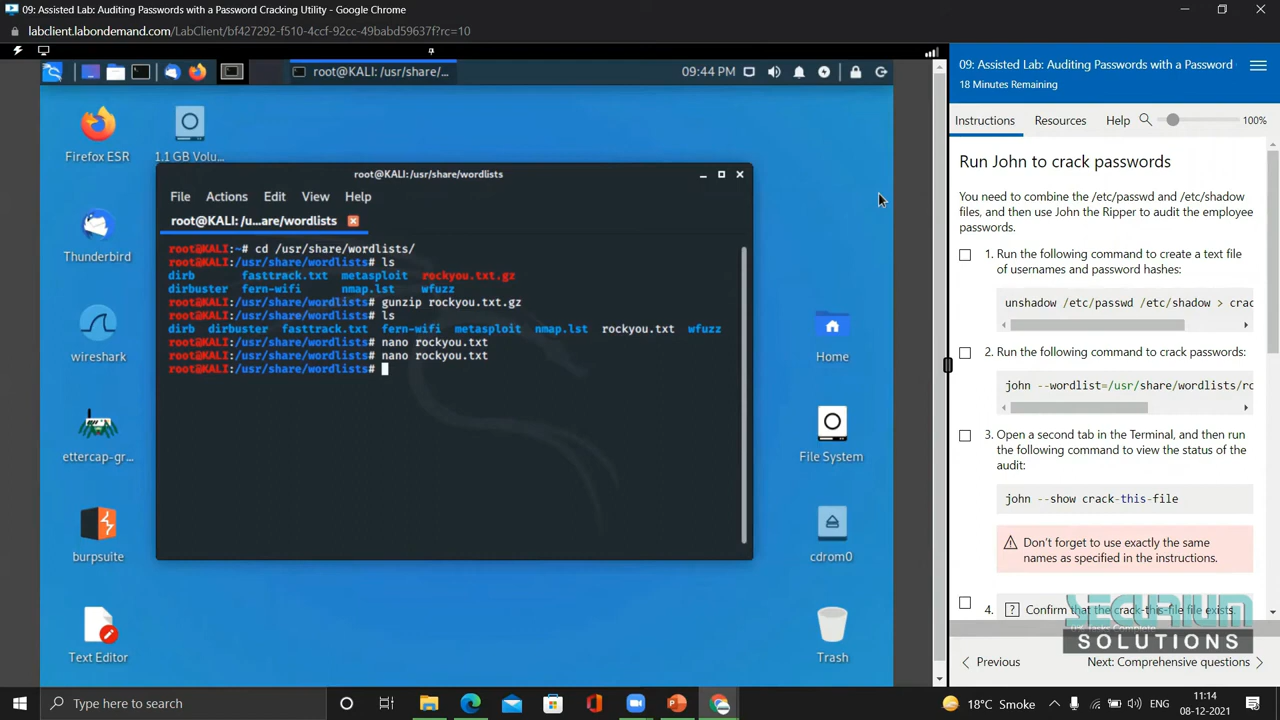 09: Assisted Lab: Auditing Passwords with a Password Cracking Utility - Google Chrome
labclient.labondemand.com/LabClient/bf427292-f510-4ccf-92cc-49babd59637f?rc=10
root@KALI: /usr/share/...
09:44 PM
Firefox ESR
1.1 GB Volu...
Thunderbird
wireshark
ettercap-gr...
burpsuite
Text Editor
Home
File System
cdrom0
Trash
root@KALI:/usr/share/wordlists
File Actions Edit View Help
root@KALI: /u...are/wordlists
root@KALI:~# cd /usr/share/wordlists/
root@KALI:/usr/share/wordlists# ls
dirb fasttrack.txt metasploit rockyou.txt.gz
dirbuster fern-wifi nmap.lst wfuzz
root@KALI:/usr/share/wordlists# gunzip rockyou.txt.gz
root@KALI:/usr/share/wordlists# ls
dirb dirbuster fasttrack.txt fern-wifi metasploit nmap.lst rockyou.txt wfuzz
root@KALI:/usr/share/wordlists# nano rockyou.txt
root@KALI:/usr/share/wordlists# nano rockyou.txt
root@KALI:/usr/share/wordlists#
09: Assisted Lab: Auditing Passwords with a Password
18 Minutes Remaining
Instructions Resources Help 100%
Run John to crack passwords
You need to combine the /etc/passwd and /etc/shadow
files, and then use John the Ripper to audit the employee
passwords.
1. Run the following command to create a text file
of usernames and password hashes:
unshadow /etc/passwd /etc/shadow > crac
2. Run the following command to crack passwords:
john --wordlist=/usr/share/wordlists/ro
3. Open a second tab in the Terminal, and then run
the following command to view the status of the
audit:
john --show crack-this-file
Don't forget to use exactly the same
names as specified in the instructions.
4. ? Confirm that the crack-this-file file exists
Tasks Complete
SECURIUM
SOLUTIONS
Previous
Next: Comprehensive questions
Type here to search
18°C Smoke
ENG
11:14
08-12-2021